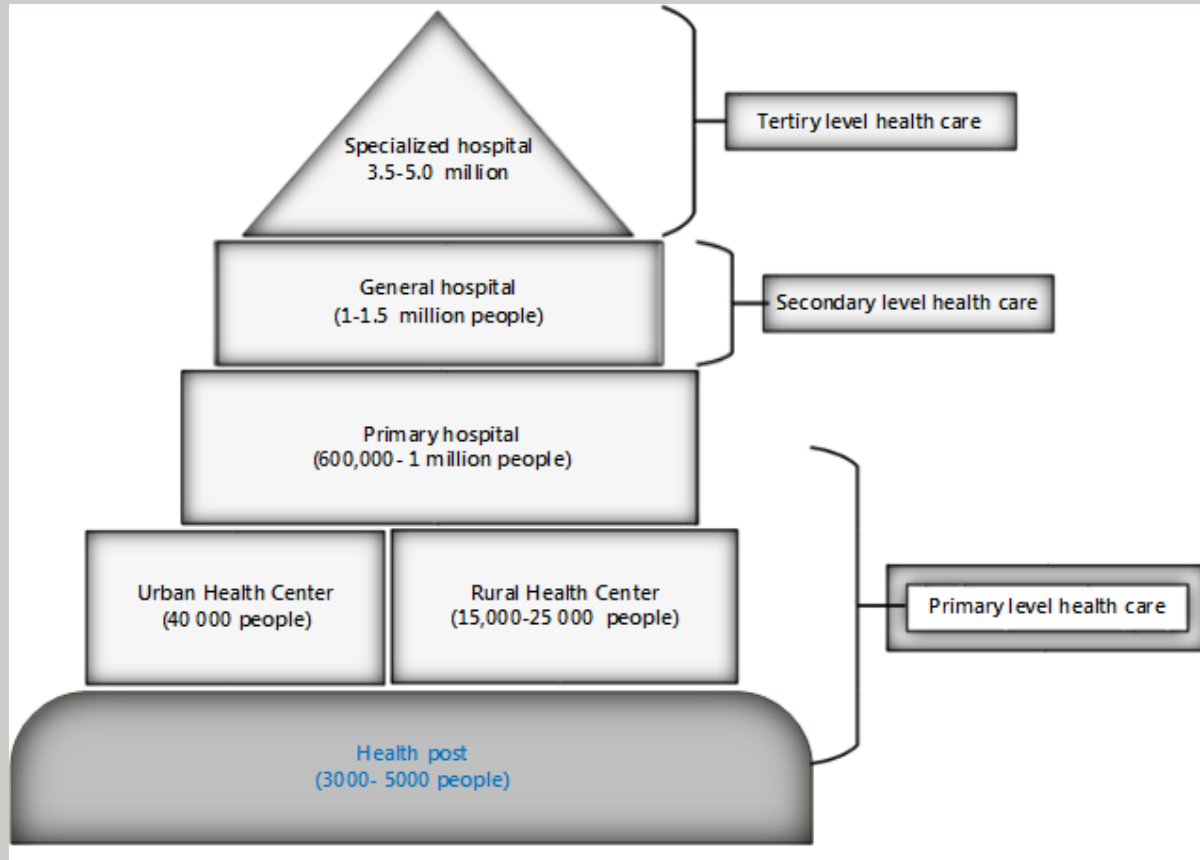 Specialized hospital
3.5-5.0 million
Tertiry level health care
General hospital
(1-1.5 million people)
Secondary level health care
Primary hospital
(600,000- 1 million people)
Urban Health Center
(40 000 people)
Rural Health Center
(15,000-25 000 people)
Primary level health care
Health post
(3000- 5000 people)